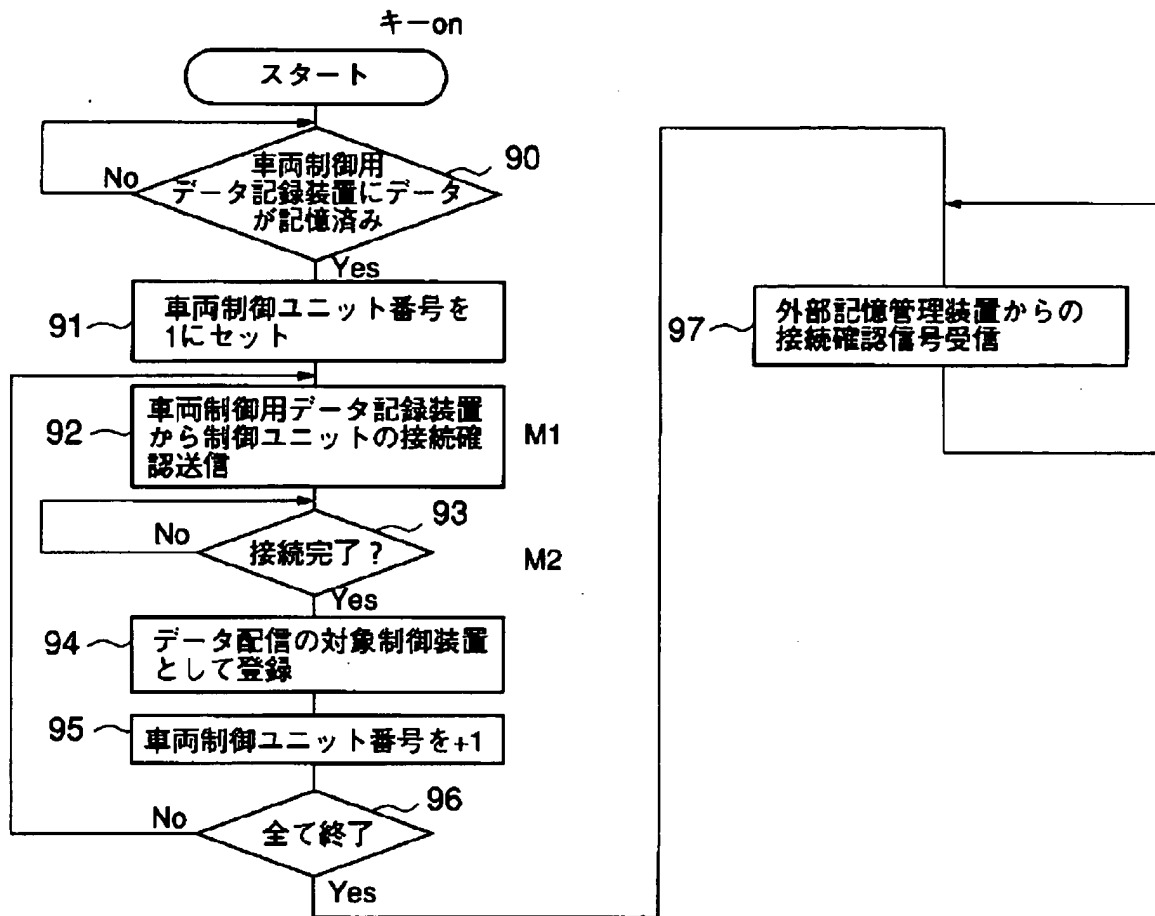 キーon
スタート
90
車両制御用
データ記録装置にデータ
が記憶済み
No
Yes
91
車両制御ユニット番号を
1にセット
92
車両制御用データ記録装置
から制御ユニットの接続確
認送信
M1
93
No
接続完了?
M2
Yes
94
データ配信の対象制御装置
として登録
95
車両制御ユニット番号を+1
96
No
全て終了
Yes
97
外部記憶管理装置からの
接続確認信号受信